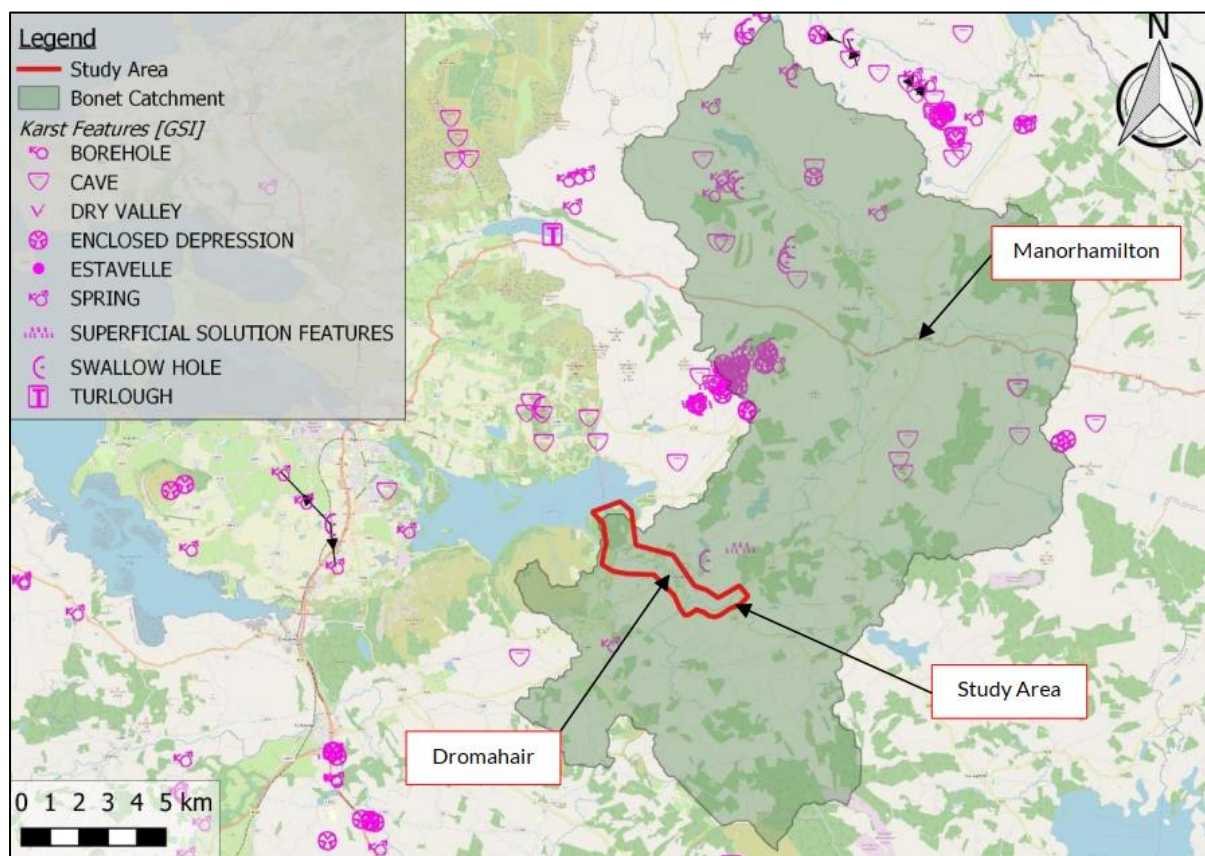 Legend
Study Area
Bonet Catchment
Karst Features [GSI]
BOREHOLE
CAVE
DRY VALLEY
ENCLOSED DEPRESSION
ESTAVELLE
SPRING
SUPERFICIAL SOLUTION FEATURES
SWALLOW HOLE
TURLOUGH
N
Manorhamilton
Study Area
Dromahair
0 1 2 3 4 5 km